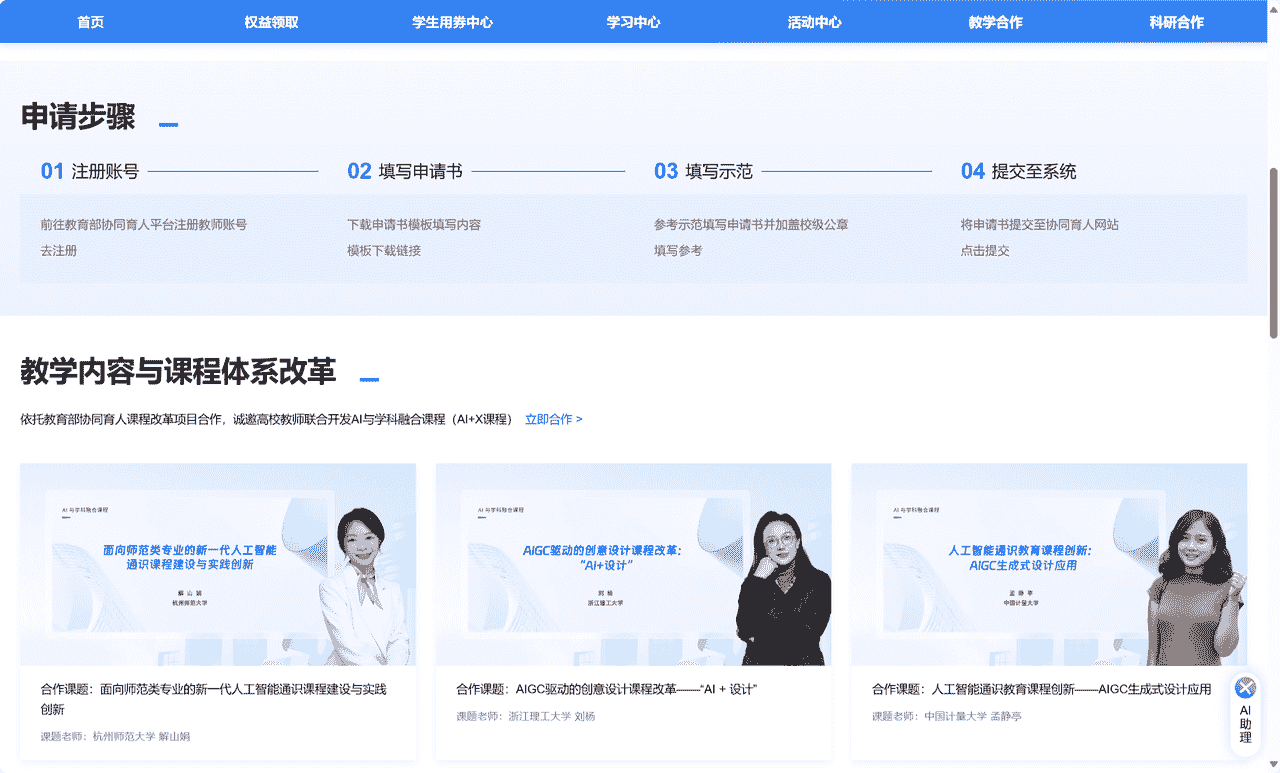 首页 权益领取 学生用券中心 学习中心 活动中心 教学合作 科研合作
申请步骤
01 注册账号
前往教育部协同育人平台注册教师账号
去注册
02 填写申请书
下载申请书模板填写内容
模板下载链接
03 填写示范
参考示范填写申请书并加盖校级公章
填写参考
04 提交至系统
将申请书提交至协同育人网站
点击提交
教学内容与课程体系改革
依托教育部协同育人课程改革项目合作，诚邀高校教师联合开发AI与学科融合课程（AI+X课程） 立即合作 >
AI 与学科融合课程
面向师范类专业的新一代人工智能
通识课程建设与实践创新
解 山 娟
杭州师范大学
合作课题：面向师范类专业的新一代人工智能通识课程建设与实践
创新
课题老师：杭州师范大学 解山娟
AI 与学科融合课程
AIGC驱动的创意设计课程改革：
“AI+设计”
刘 杨
浙江理工大学
合作课题：AIGC驱动的创意设计课程改革——“AI + 设计”
课题老师：浙江理工大学 刘杨
AI 与学科融合课程
人工智能通识教育课程创新：
AIGC生成式设计应用
孟 静 亭
中国计量大学
合作课题：人工智能通识教育课程创新——AIGC生成式设计应用
课题老师：中国计量大学 孟静亭
AI
助
理